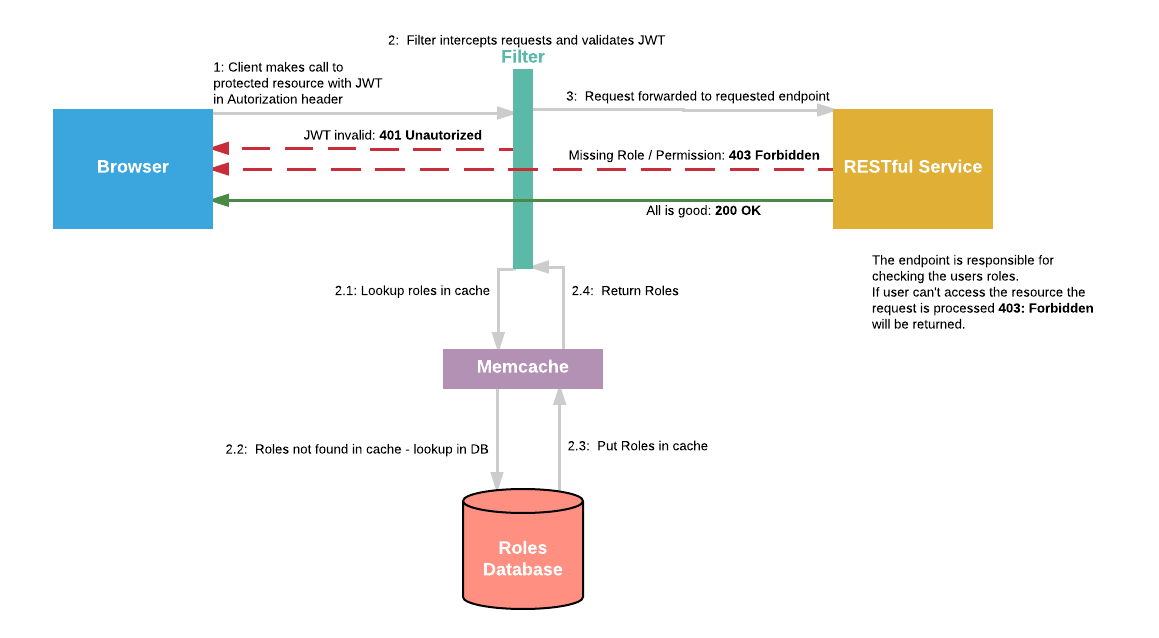 2:  Filter intercepts requests and validates JWT
Filter
1: Client makes call to
protected resource with JWT
in Autorization header
3:  Request forwarded to requested endpoint
JWT invalid: 401 Unautorized
Missing Role / Permission: 403 Forbidden
Browser
RESTful Service
All is good: 200 OK
The endpoint is responsible for
checking the users roles.
If user can't access the resource the
request is processed 403: Forbidden
will be returned.
2.1: Lookup roles in cache
2.4:  Return Roles
Memcache
2.2:  Roles not found in cache - lookup in DB
2.3:  Put Roles in cache
Roles
Database